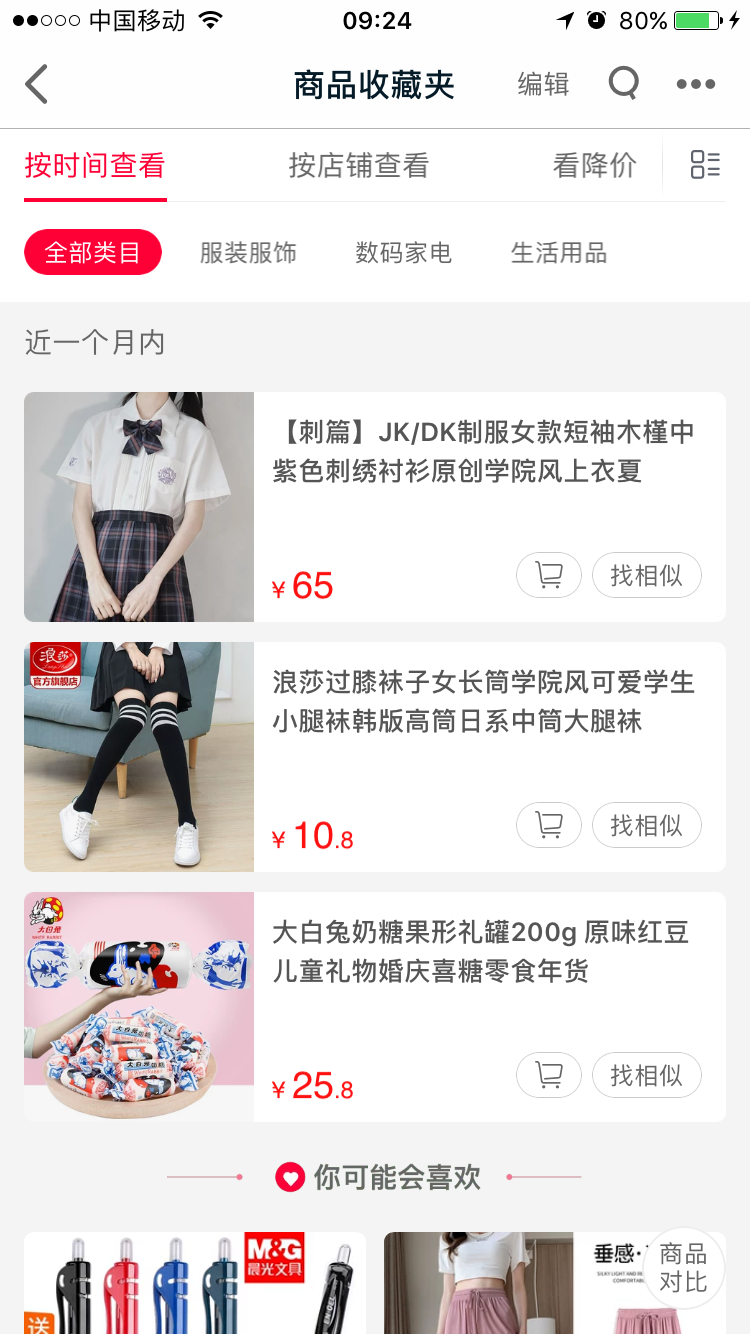 中国移动
09:24
80%
商品收藏夹
编辑
按时间查看
按店铺查看
看降价
全部类目
服装服饰
数码家电
生活用品
近一个月内
【刺篇】JK/DK制服女款短袖木槿中
紫色刺绣衬衫原创学院风上衣夏
¥65
找相似
浪莎
官方旗舰店
浪莎过膝袜子女长筒学院风可爱学生
小腿袜韩版高筒日系中筒大腿袜
¥10.8
找相似
大白兔
WHITE RABBIT
大白兔奶糖果形礼罐200g 原味红豆
儿童礼物婚庆喜糖零食年货
¥25.8
找相似
你可能会喜欢
M&G
晨光文具
EN GEL
送
垂感·
商品
对比